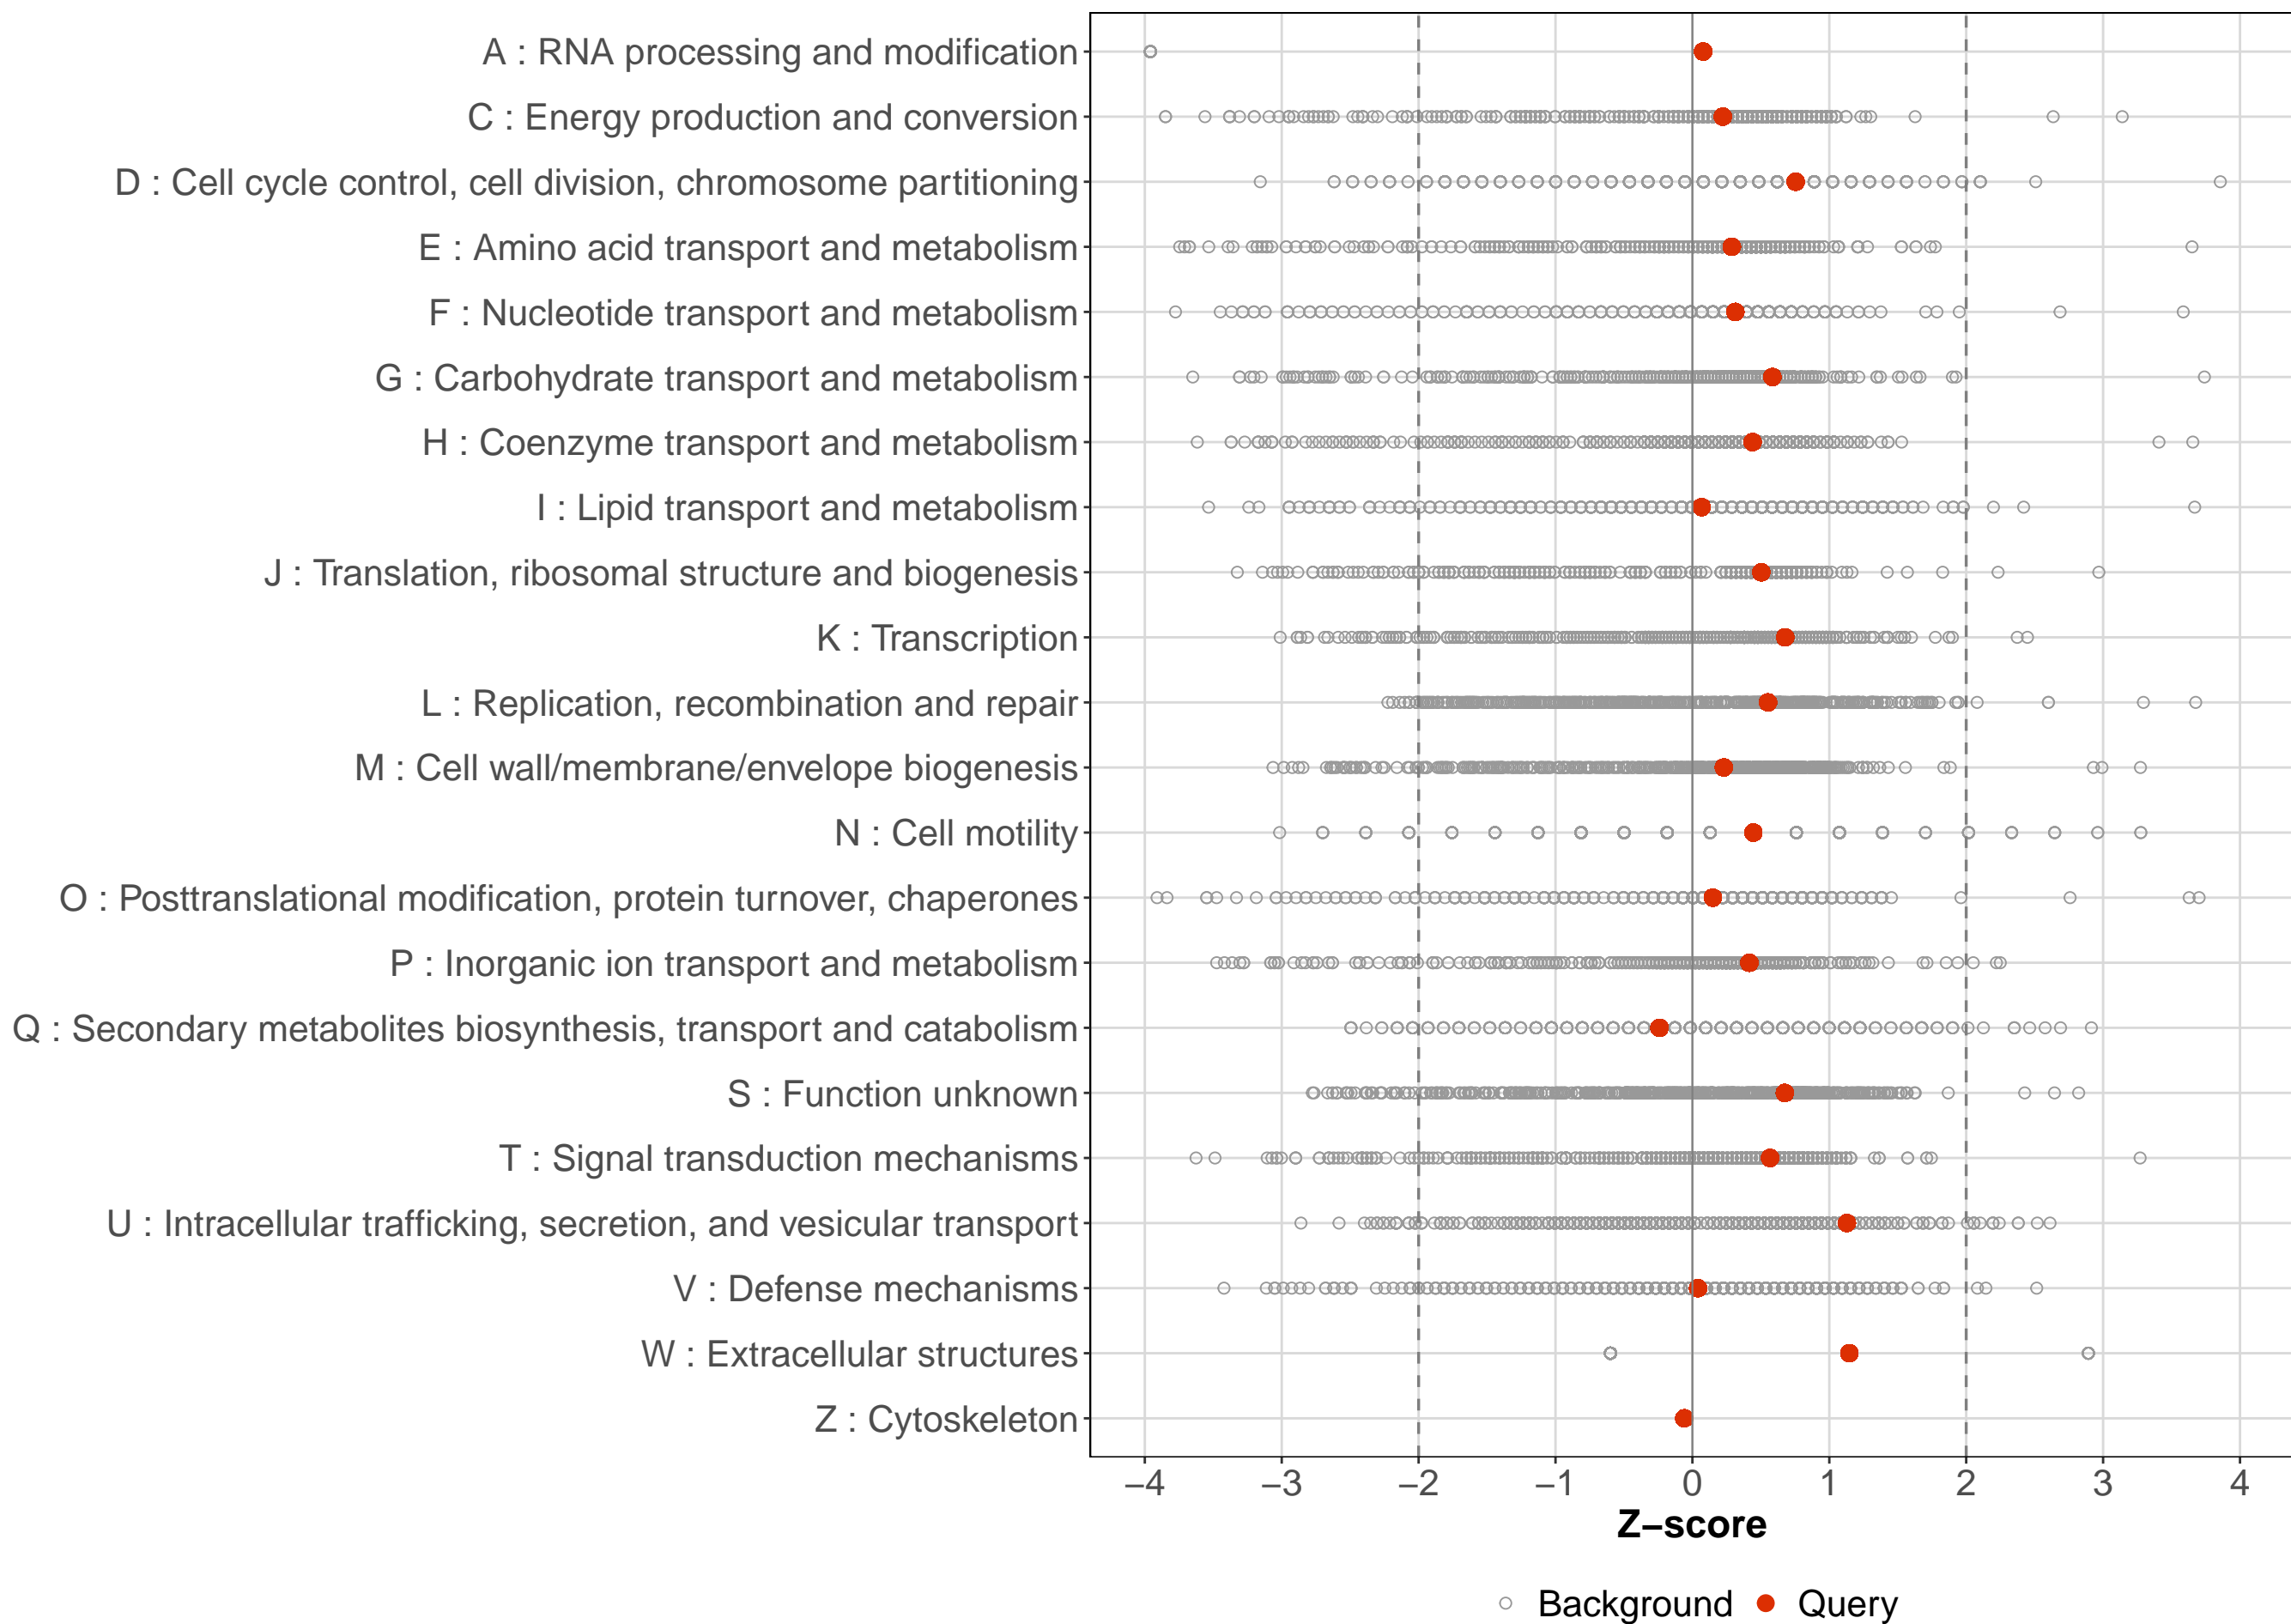 A : RNA processing and modification
C : Energy production and conversion
D : Cell cycle control, cell division, chromosome partitioning
E : Amino acid transport and metabolism
F : Nucleotide transport and metabolism
G : Carbohydrate transport and metabolism
H : Coenzyme transport and metabolism
I : Lipid transport and metabolism
J : Translation, ribosomal structure and biogenesis
K : Transcription
L : Replication, recombination and repair
M : Cell wall/membrane/envelope biogenesis
N : Cell motility
O : Posttranslational modification, protein turnover, chaperones
P : Inorganic ion transport and metabolism
Q : Secondary metabolites biosynthesis, transport and catabolism
S : Function unknown
T : Signal transduction mechanisms
U : Intracellular trafficking, secretion, and vesicular transport
V : Defense mechanisms
W : Extracellular structures
Z : Cytoskeleton
−4 −3 −2 −1 0 1 2 3 4
Z−score
Background Query